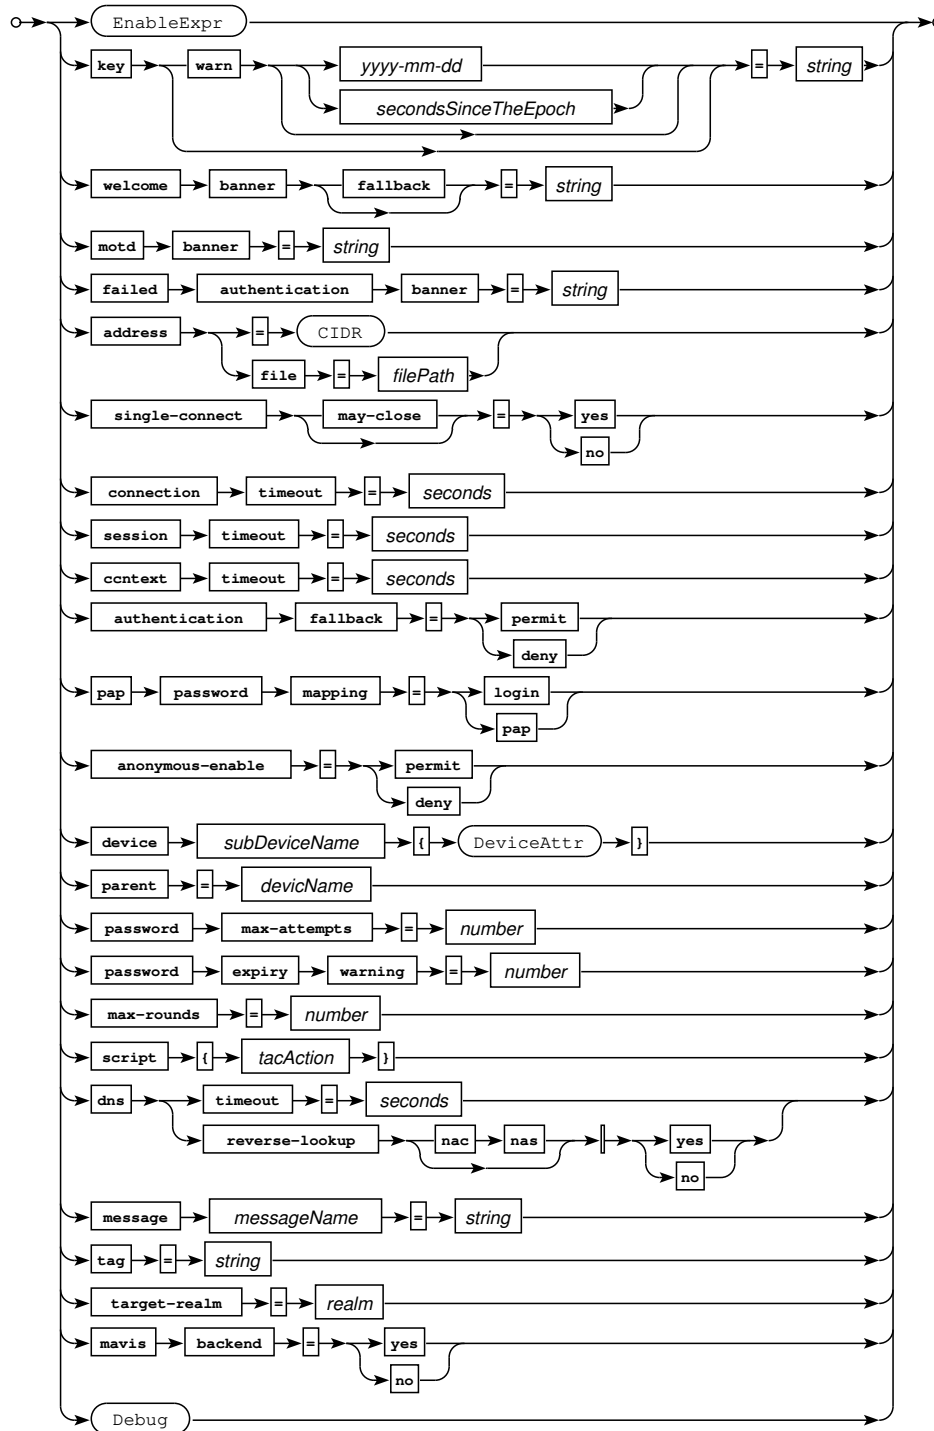 EnableExpr
key warn yyyy-mm-dd = string
secondsSinceTheEpoch
welcome banner fallback = string
motd banner = string
failed authentication banner = string
address = CIDR
file = filePath
single-connect may-close = yes
no
connection timeout = seconds
session timeout = seconds
ccntext timeout = seconds
authentication fallback = permit
deny
pap password mapping = login
pap
anonymous-enable = permit
deny
device subDeviceName { DeviceAttr }
parent = devicName
password max-attempts = number
password expiry warning = number
max-rounds = number
script { tacAction }
dns timeout = seconds
reverse-lookup nac nas yes
no
message messageName = string
tag = string
target-realm = realm
mavis backend = yes
no
Debug